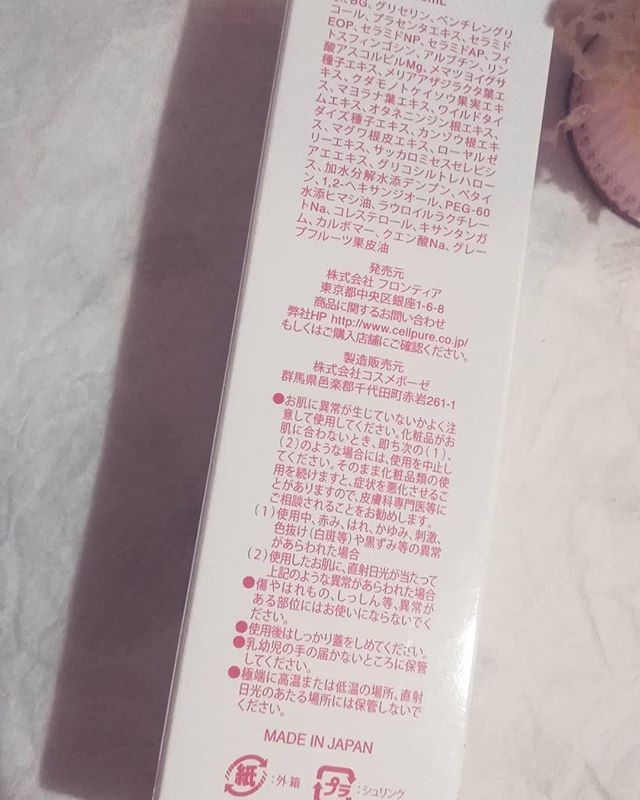 BG、グリセリン、ペンチレングリ
コール、プラセンタエキス、セラミド
EOP、セラミドNP、セラミドAP、フィ
トスフィンゴシン、アルブチン、リン
酸アスコルビルMg、メマツヨイグサ
種子エキス、メリアアザジラクタ葉エ
キス、クダモノトケイソウ果実エキ
ス、マヨラナ葉エキス、ワイルドタイ
ムエキス、オタネニンジン根エキス、
ダイズ種子エキス、カンゾウ根エキ
ス、マグワ根皮エキス、ローヤルゼ
リーエキス、サッカロミセスセレビシ
アエエキス、グリコシルトレハロー
ス、加水分解水添デンプン、ベタイ
ン、1,2-ヘキサンジオール、PEG-60
水添ヒマシ油、ラウロイルラクチレー
トNa、コレステロール、キサンタンガ
ム、カルボマー、クエン酸Na、グレー
プフルーツ果皮油
発売元
株式会社 フロンティア
東京都中央区銀座1-6-8
商品に関するお問い合わせ
弊社HP http://www.cellpure.co.jp/
もしくはご購入店舗にご確認ください。
製造販売元
株式会社コスメポーゼ
群馬県邑楽郡千代田町赤岩261-1
●お肌に異常が生じていないかよく注
意して使用してください。化粧品がお
肌に合わないとき、即ち次の(1)、
(2)のような場合には、使用を中止し
てください。そのまま化粧品類の使
用を続けますと、症状を悪化させるこ
とがありますので、皮膚科専門医等に
ご相談されることをお勧めします。
(1)使用中、赤み、はれ、かゆみ、刺激、
色抜け(白斑等)や黒ずみ等の異常
があらわれた場合
(2)使用したお肌に、直射日光が当たって
上記のような異常があらわれた場合
●傷やはれもの、しっしん等、異常が
ある部位にはお使いにならないでく
ださい。
●使用後はしっかり蓋をしめてください。
●乳幼児の手の届かないところに保管
してください。
●極端に高温または低温の場所、直射
日光のあたる場所には保管しないで
ください。
MADE IN JAPAN
紙:外箱 プラ:シュリンク